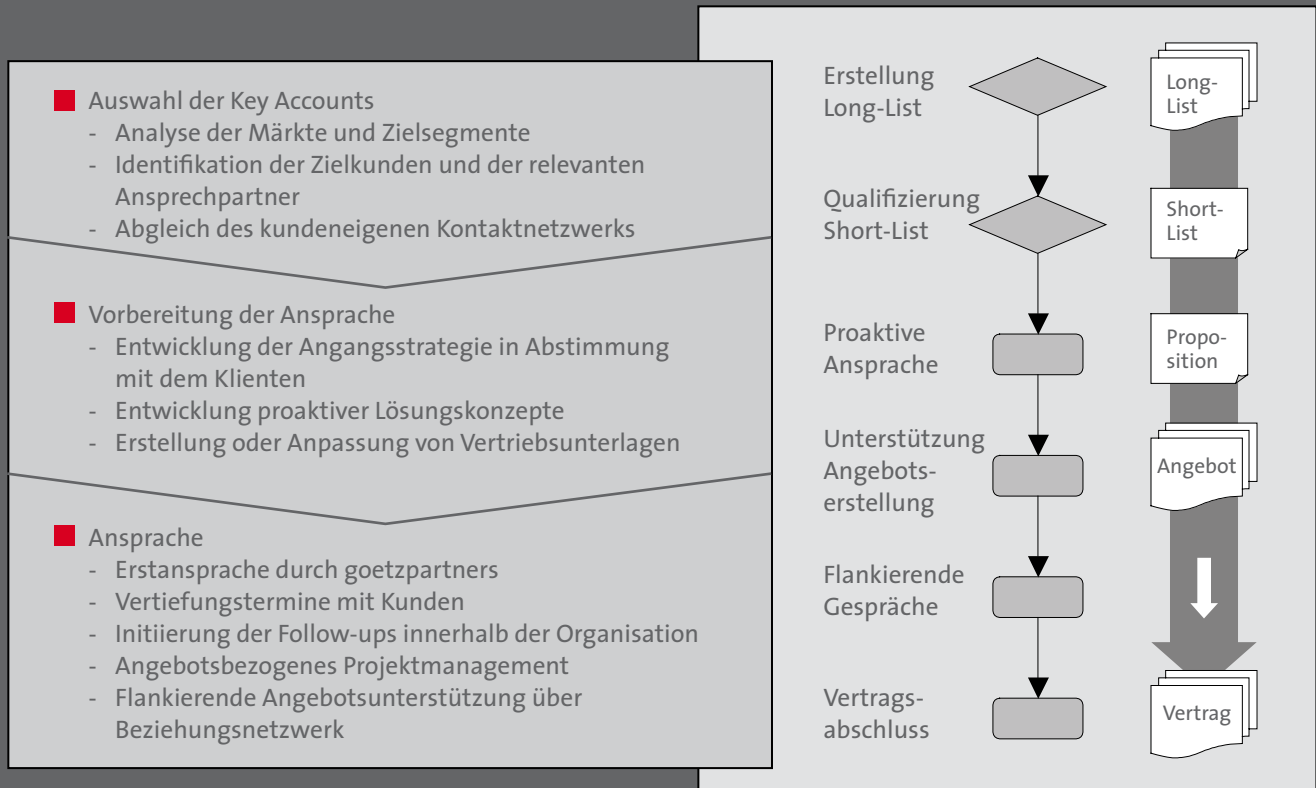 Auswahl der Key Accounts
- Analyse der Märkte und Zielsegmente
- Identifikation der Zielkunden und der relevanten
Ansprechpartner
- Abgleich des kundeneigenen Kontaktnetzwerks
Vorbereitung der Ansprache
- Entwicklung der Angangsstrategie in Abstimmung
mit dem Klienten
- Entwicklung proaktiver Lösungskonzepte
- Erstellung oder Anpassung von Vertriebsunterlagen
Ansprache
- Erstansprache durch goetzpartners
- Vertiefungstermine mit Kunden
- Initiierung der Follow-ups innerhalb der Organisation
- Angebotsbezogenes Projektmanagement
- Flankierende Angebotsunterstützung über
Beziehungsnetzwerk
Erstellung
Long-List
Long-
List
Qualifizierung
Short-List
Short-
List
Proaktive
Ansprache
Propo-
sition
Unterstützung
Angebots-
erstellung
Angebot
Flankierende
Gespräche
Vertrags-
abschluss
Vertrag